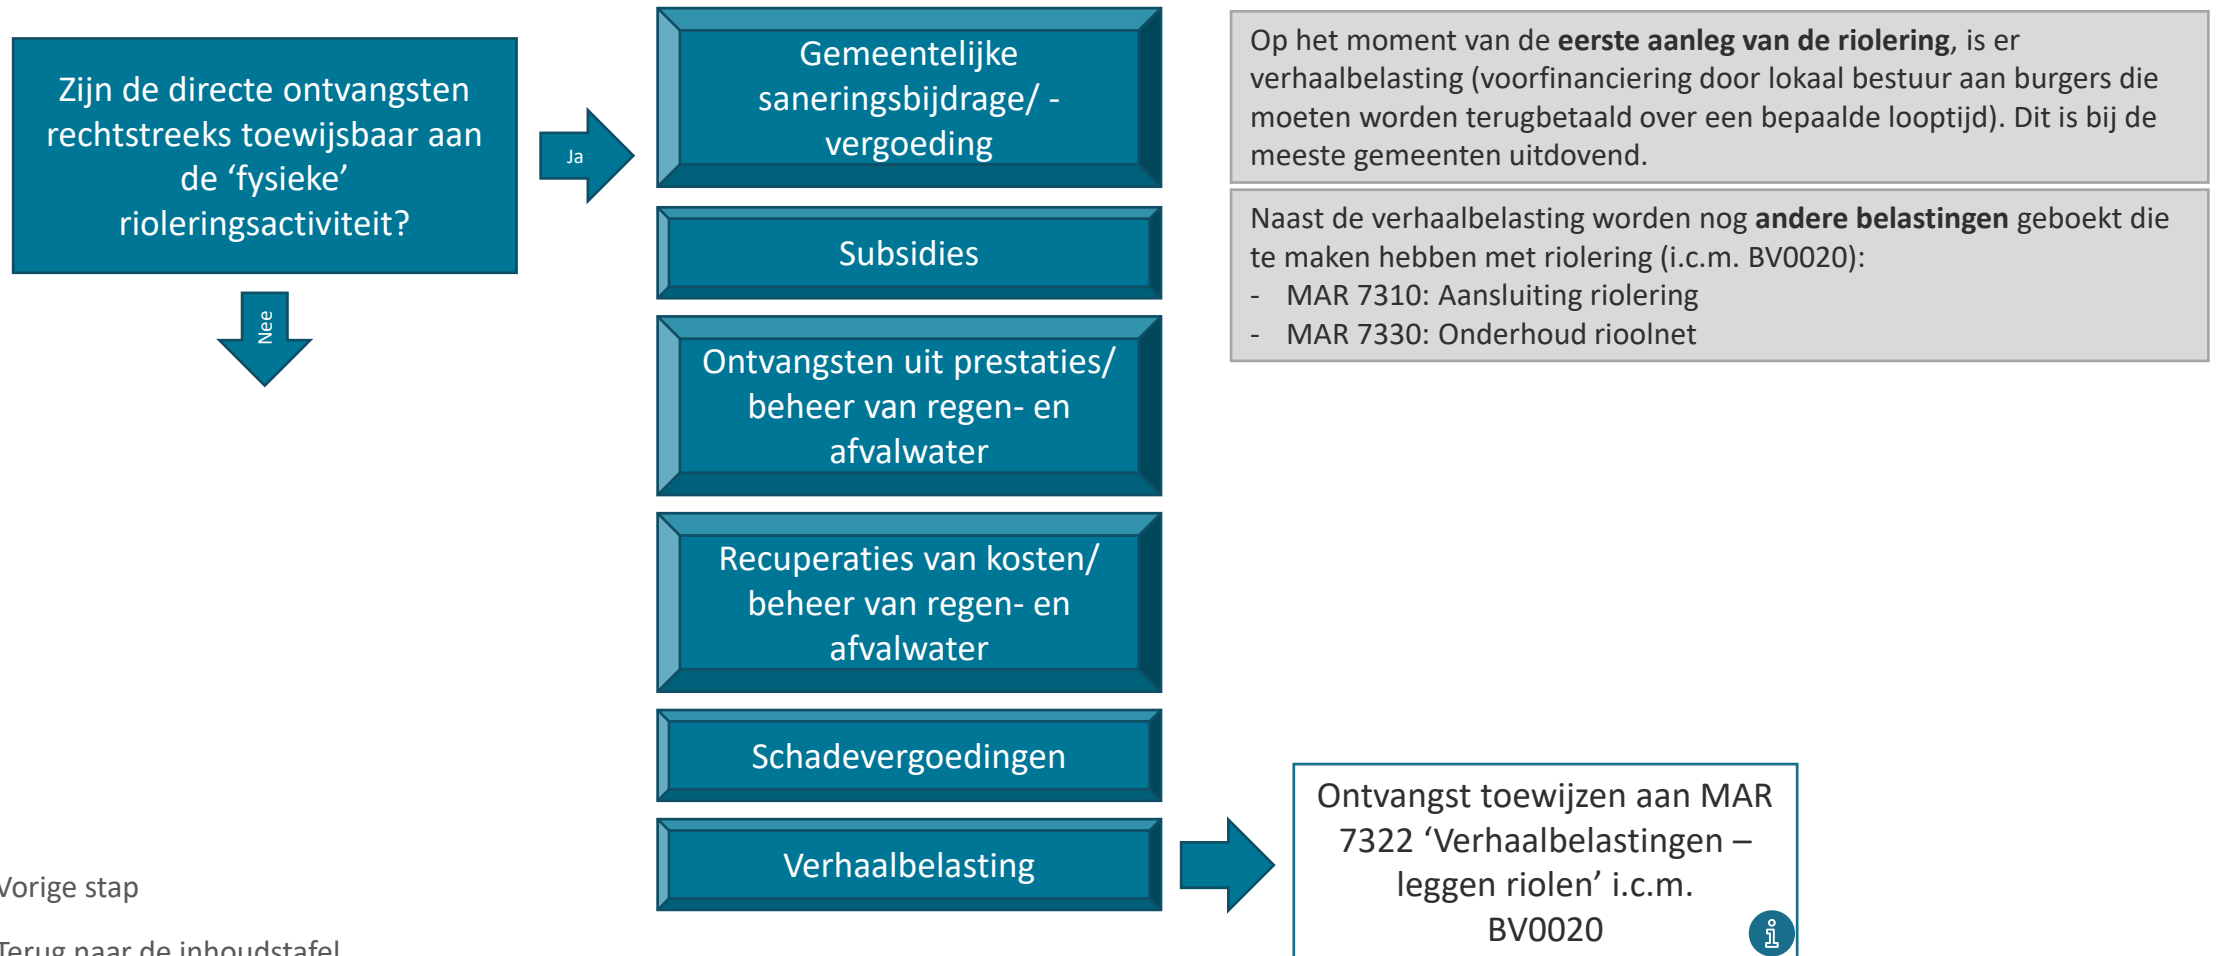 Zijn de directe ontvangsten
rechtstreeks toewijsbaar aan
de ‘fysieke’
rioleringsactiviteit?
Ja
Nee
Gemeentelijke
saneringsbijdrage/ -
vergoeding
Subsidies
Ontvangsten uit prestaties/
beheer van regen- en
afvalwater
Recuperaties van kosten/
beheer van regen- en
afvalwater
Schadevergoedingen
Verhaalbelasting
Op het moment van de eerste aanleg van de riolering, is er
verhaalbelasting (voorfinanciering door lokaal bestuur aan burgers die
moeten worden terugbetaald over een bepaalde looptijd). Dit is bij de
meeste gemeenten uitdovend.
Naast de verhaalbelasting worden nog andere belastingen geboekt die
te maken hebben met riolering (i.c.m. BV0020):
- MAR 7310: Aansluiting riolering
- MAR 7330: Onderhoud rioolnet
Ontvangst toewijzen aan MAR
7322 ‘Verhaalbelastingen –
leggen riolen’ i.c.m.
BV0020
Vorige stap
Terug naar de inhoudstafel